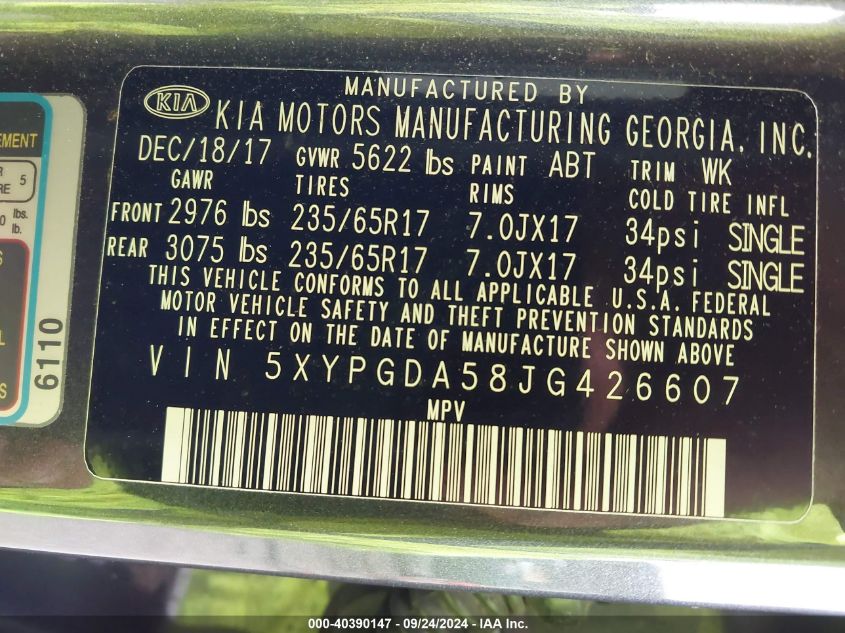 MANUFACTURED BY
KIA KIA MOTORS MANUFACTURING GEORGIA, INC.
DEC/18/17 GVWR 5622 lbs PAINT ABT TRIM WK
GAWR TIRES RIMS COLD TIRE INFL
FRONT 2976 lbs 235/65R17 7.0JX17 34psi SINGLE
REAR 3075 lbs 235/65R17 7.0JX17 34psi SINGLE
THIS VEHICLE CONFORMS TO ALL APPLICABLE U.S.A. FEDERAL
MOTOR VEHICLE SAFETY AND THEFT PREVENTION STANDARDS
IN EFFECT ON THE DATE OF MANUFACTURE SHOWN ABOVE
VIN 5XYPGDA58JG426607
MPV
5
lbs.
6110
000-40390147 - 09/24/2024 - IAA Inc.